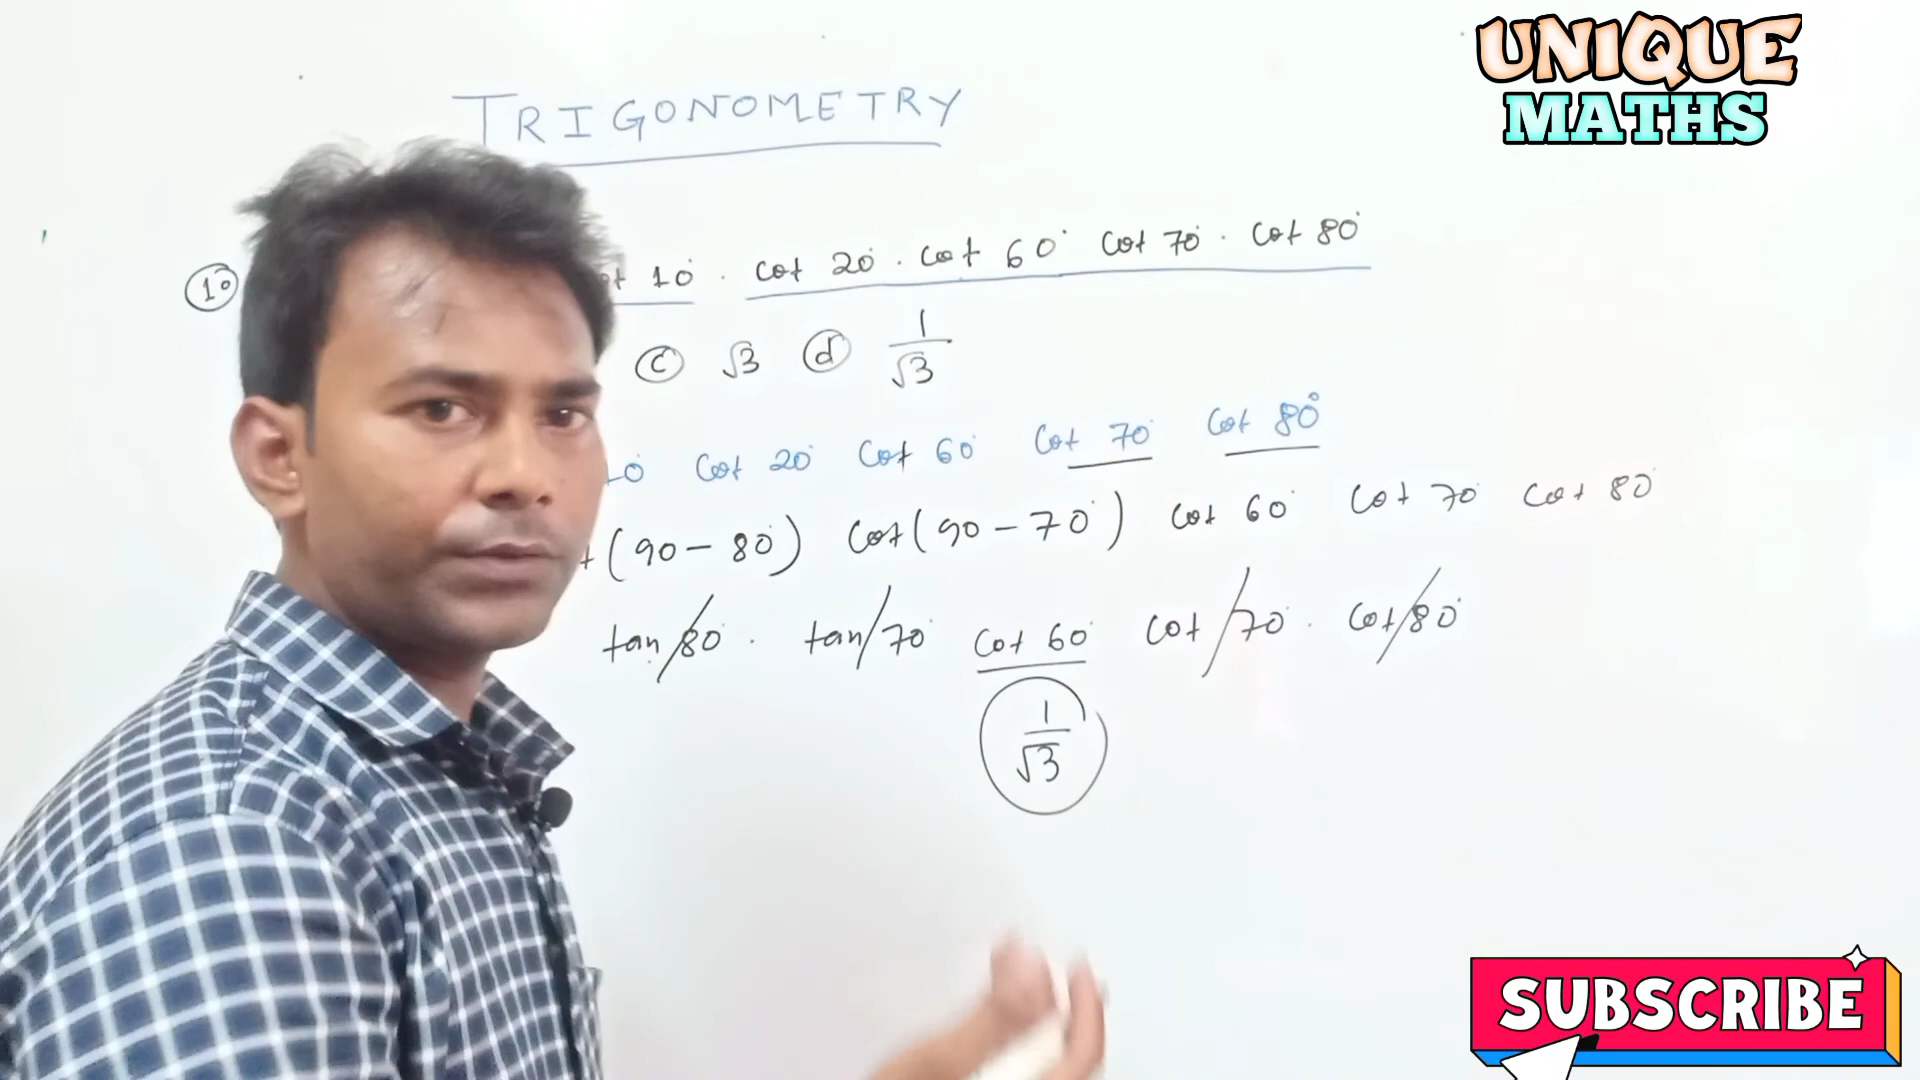 UNIQUE
MATHS
TRIGONOMETRY
10 10° . cot 20° . cot 60° cot 70° . cot 80°
c √3 d 1/√3
cot 20° cot 60° cot 70° cot 80°
(90 - 80°) cot (90 - 70°) cot 60° cot 70° cot 80°
tan 80° . tan 70° cot 60° cot 70° . cot 80°
1/√3
SUBSCRIBE